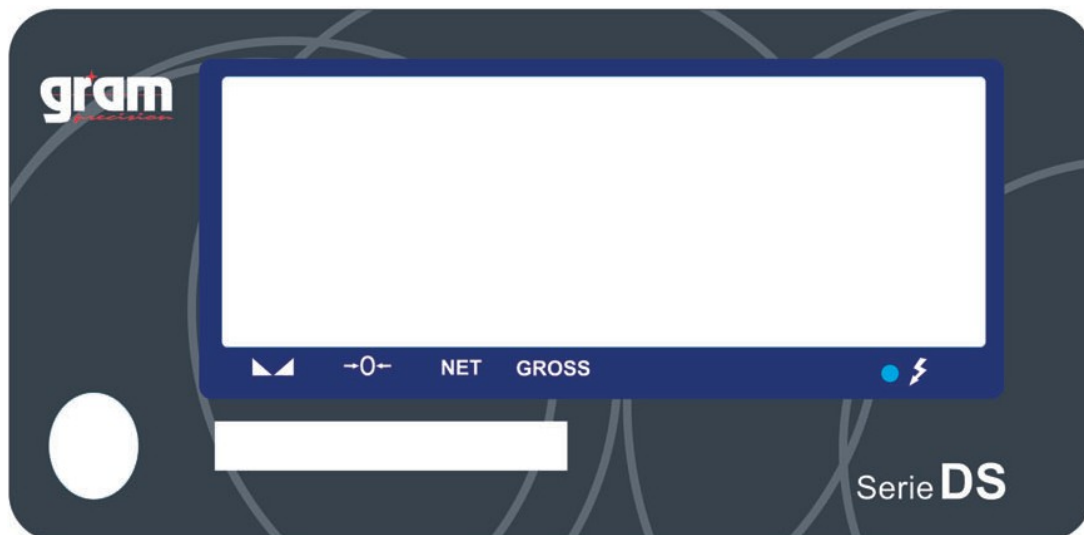 gram
precision
→0← NET GROSS
Serie DS